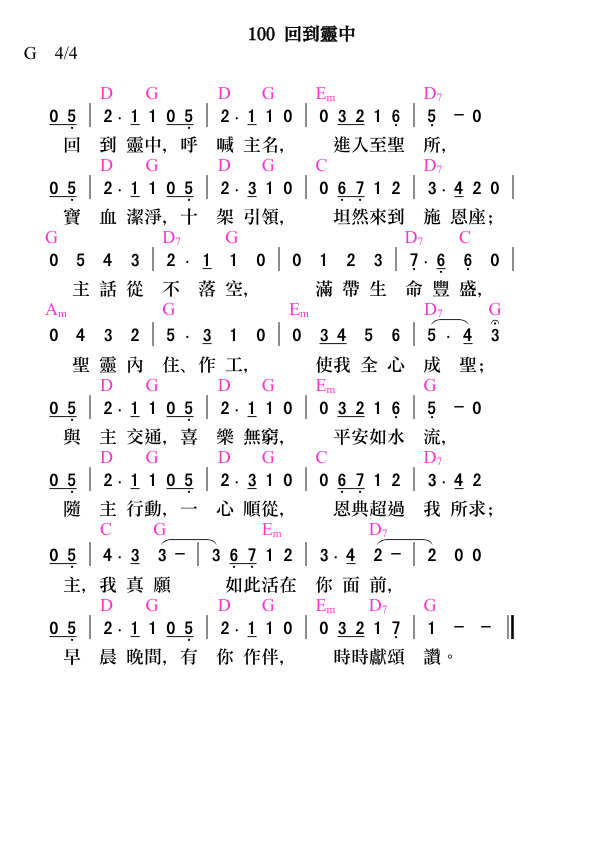 100 回到靈中
G 4/4
D G D G Em D7
0 5 | 2 · 1 1 0 5 | 2 · 1 1 0 | 0 3 2 1 6 | 5 – 0
回 到 靈中, 呼 喊 主名, 進入至聖 所,
D G D G C D7
0 5 | 2 · 1 1 0 5 | 2 · 3 1 0 | 0 6 7 1 2 | 3 · 4 2 0 |
寶 血 潔淨, 十 架 引領, 坦然來到 施 恩座;
G D7 G D7 C
0 5 4 3 | 2 · 1 1 0 | 0 1 2 3 | 7 · 6 6 0 |
主 話 從 不 落 空, 滿 帶 生 命 豐 盛,
Am G Em D7 G
0 4 3 2 | 5 · 3 1 0 | 0 3 4 5 6 | 5 · 4 3
聖 靈 內 住、作 工, 使我 全 心 成 聖;
D G D G Em G
0 5 | 2 · 1 1 0 5 | 2 · 1 1 0 | 0 3 2 1 6 | 5 – 0
與 主 交通, 喜 樂 無窮, 平安如水 流,
D G D G C D7
0 5 | 2 · 1 1 0 5 | 2 · 3 1 0 | 0 6 7 1 2 | 3 · 4 2
隨 主 行動, 一 心 順從, 恩典超過 我 所求;
C G Em D7
0 5 | 4 · 3 3 – | 3 6 7 1 2 | 3 · 4 2 – | 2 0 0
主, 我 真 願 如此活在 你 面 前,
D G D G Em D7 G
0 5 | 2 · 1 1 0 5 | 2 · 1 1 0 | 0 3 2 1 7 | 1 – – ‖
早 晨 晚間, 有 你 作伴, 時時獻頌 讚。